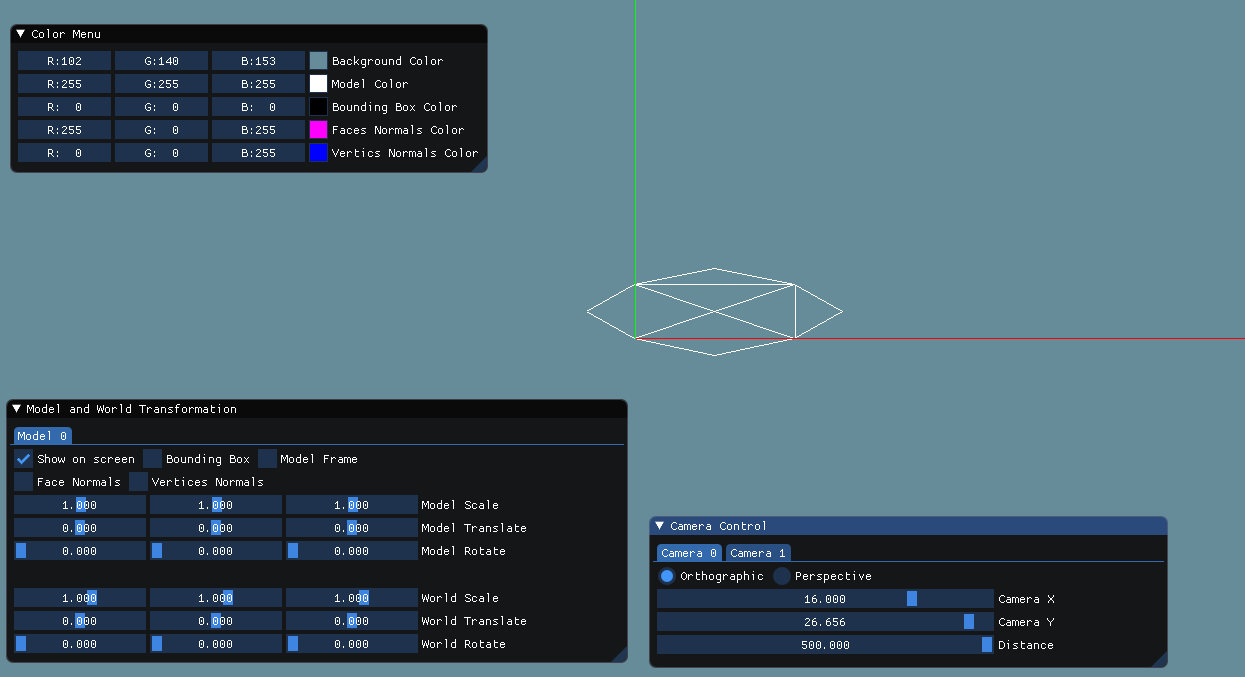 Color Menu
R:102 G:140 B:153 Background Color
R:255 G:255 B:255 Model Color
R: 0 G: 0 B: 0 Bounding Box Color
R:255 G: 0 B:255 Faces Normals Color
R: 0 G: 0 B:255 Vertics Normals Color
Model and World Transformation
Model 0
Show on screen Bounding Box Model Frame
Face Normals Vertices Normals
1.000 1.000 1.000 Model Scale
0.000 0.000 0.000 Model Translate
0.000 0.000 0.000 Model Rotate
1.000 1.000 1.000 World Scale
0.000 0.000 0.000 World Translate
0.000 0.000 0.000 World Rotate
Camera Control
Camera 0 Camera 1
Orthographic Perspective
16.000 Camera X
26.656 Camera Y
500.000 Distance